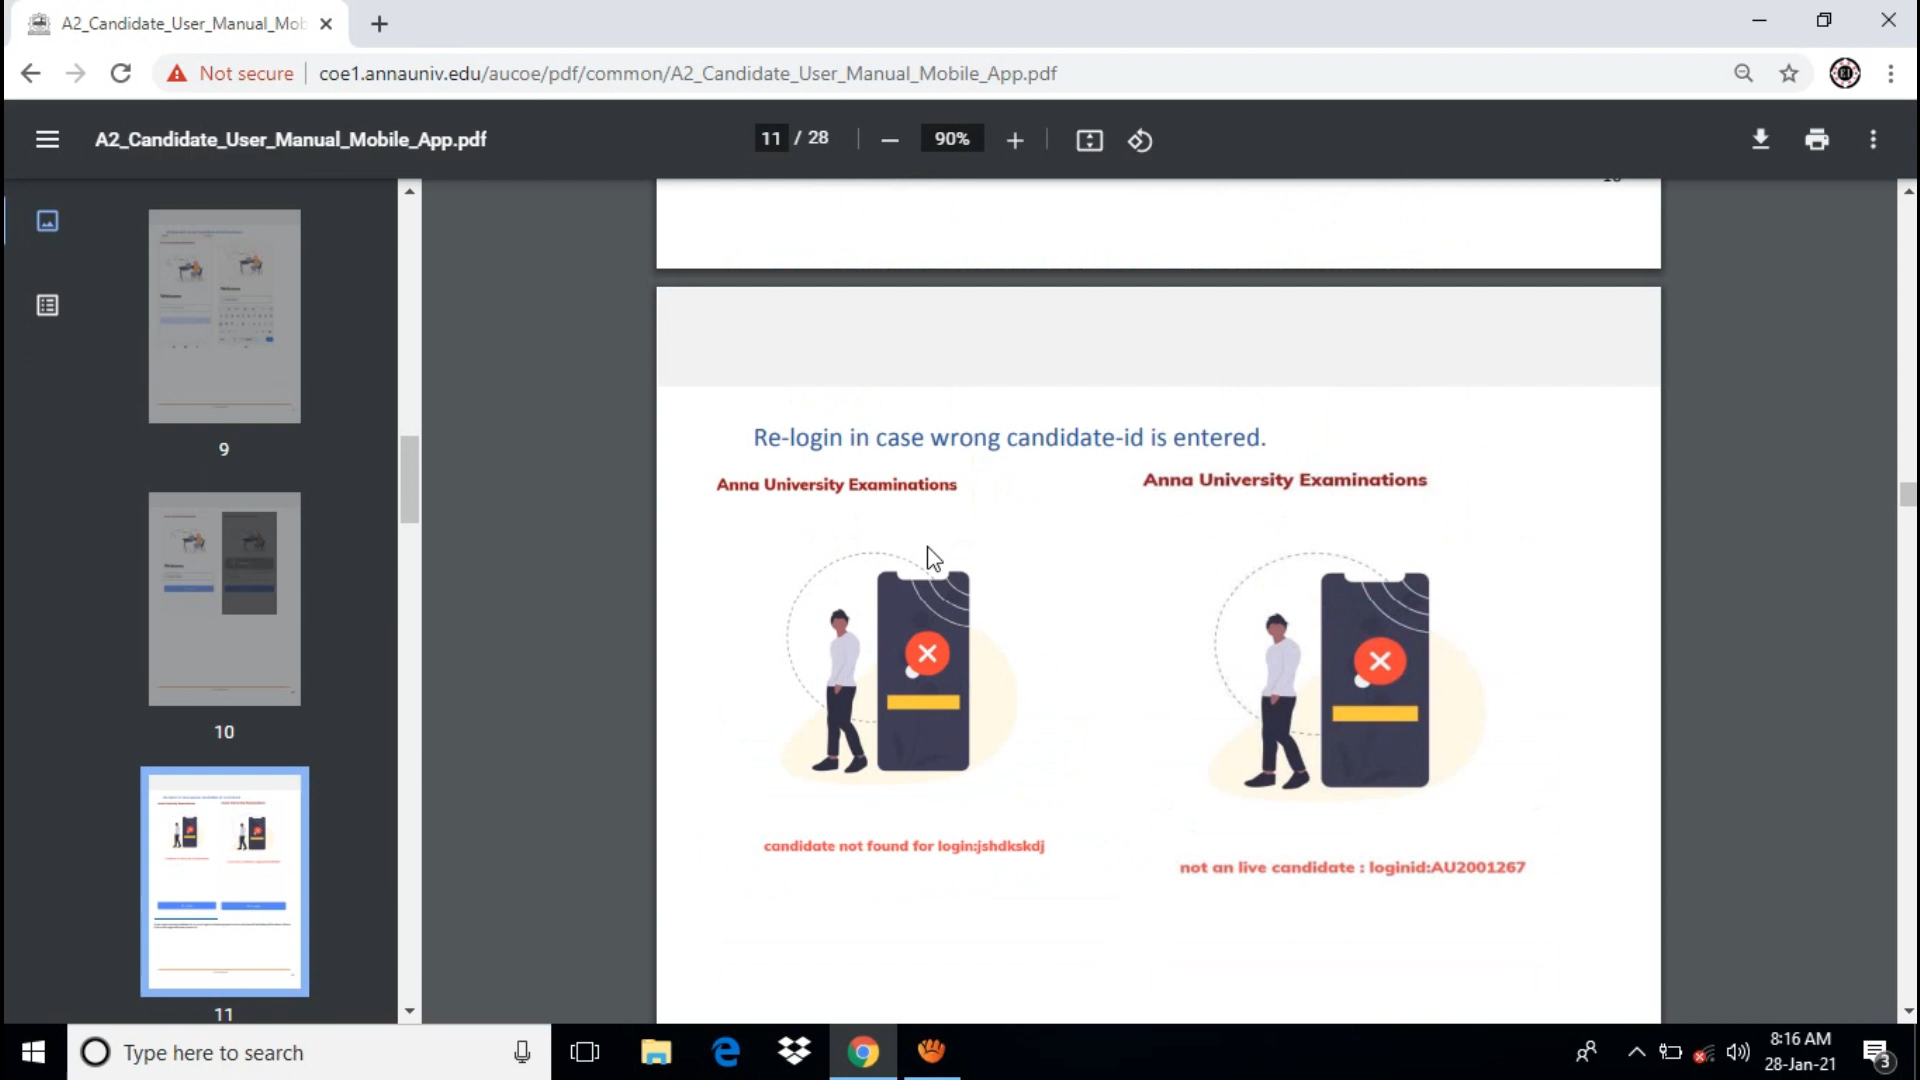 A2_Candidate_User_Manual_Mob
Not secure
coe1.annauniv.edu/aucoe/pdf/common/A2_Candidate_User_Manual_Mobile_App.pdf
A2_Candidate_User_Manual_Mobile_App.pdf
11 / 28
90%
9
10
11
Re-login in case wrong candidate-id is entered.
Anna University Examinations
Anna University Examinations
candidate not found for login:jshdkskdj
not an live candidate : loginid:AU2001267
Type here to search
8:16 AM
28-Jan-21
3